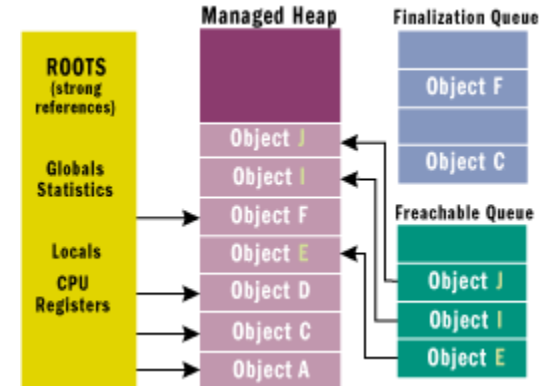 ROOTS
(strong
references)
Globals
Statistics
Locals
CPU
Registers
Managed Heap
Object J
Object I
Object F
Object E
Object D
Object C
Object A
Finalization Queue
Object F
Object C
Freachable Queue
Object J
Object I
Object E